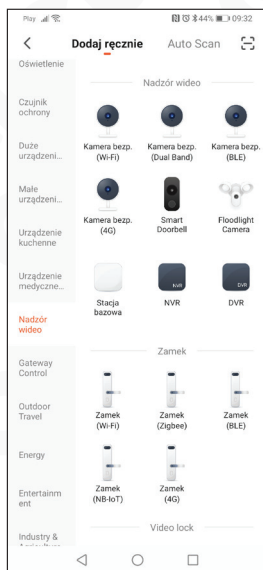 Play 44% 09:32
Dodaj ręcznie Auto Scan
Oświetlenie
Czujnik
ochrony
Duże
urządzeni...
Małe
urządzeni...
Urządzenie
kuchenne
Urządzenie
medyczne...
Nadzór
wideo
Gateway
Control
Outdoor
Travel
Energy
Entertainm
ent
Industry &
Nadzór wideo
Kamera bezp.
(Wi-Fi)
Kamera bezp.
(Dual Band)
Kamera bezp.
(BLE)
Kamera bezp.
(4G)
Smart
Doorbell
Floodlight
Camera
Stacja
bazowa
NVR
NVR
DVR
DVR
Zamek
Zamek
(Wi-Fi)
Zamek
(Zigbee)
Zamek
(BLE)
Zamek
(NB-IoT)
Zamek
(4G)
Video lock